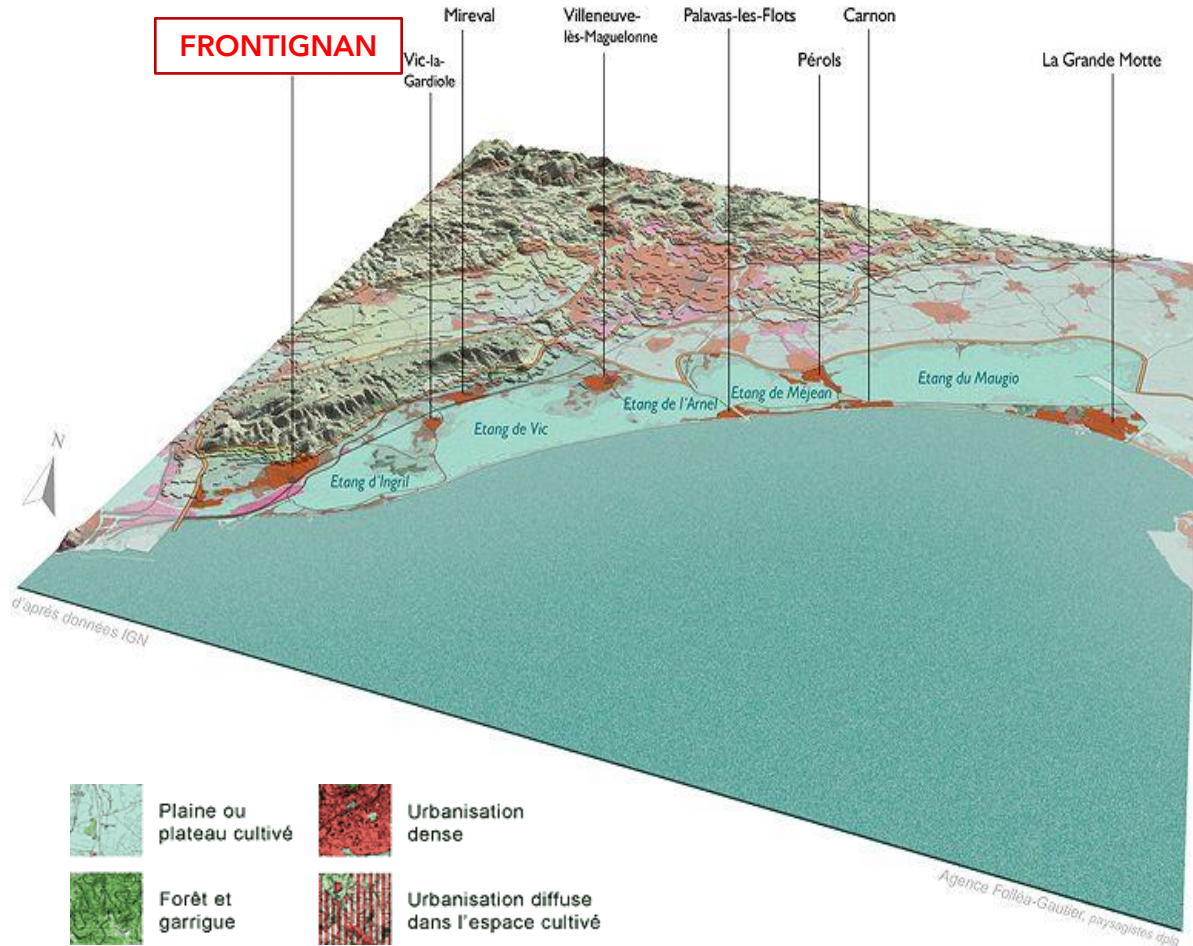 Mireval
Villeneuve-
lès-Maguelonne
Palavas-les-Flots
Carnon
FRONTIGNAN
Vic-la-
Gardiole
Pérols
La Grande Motte
Etang du Maugio
Etang de Méjean
Etang de l'Arnel
Etang de Vic
Etang d'Ingril
N
d'après données IGN
Plaine ou
plateau cultivé
Urbanisation
dense
Forêt et
garrigue
Urbanisation diffuse
dans l'espace cultivé
Agence Folléa-Gautier, paysagistes dplg